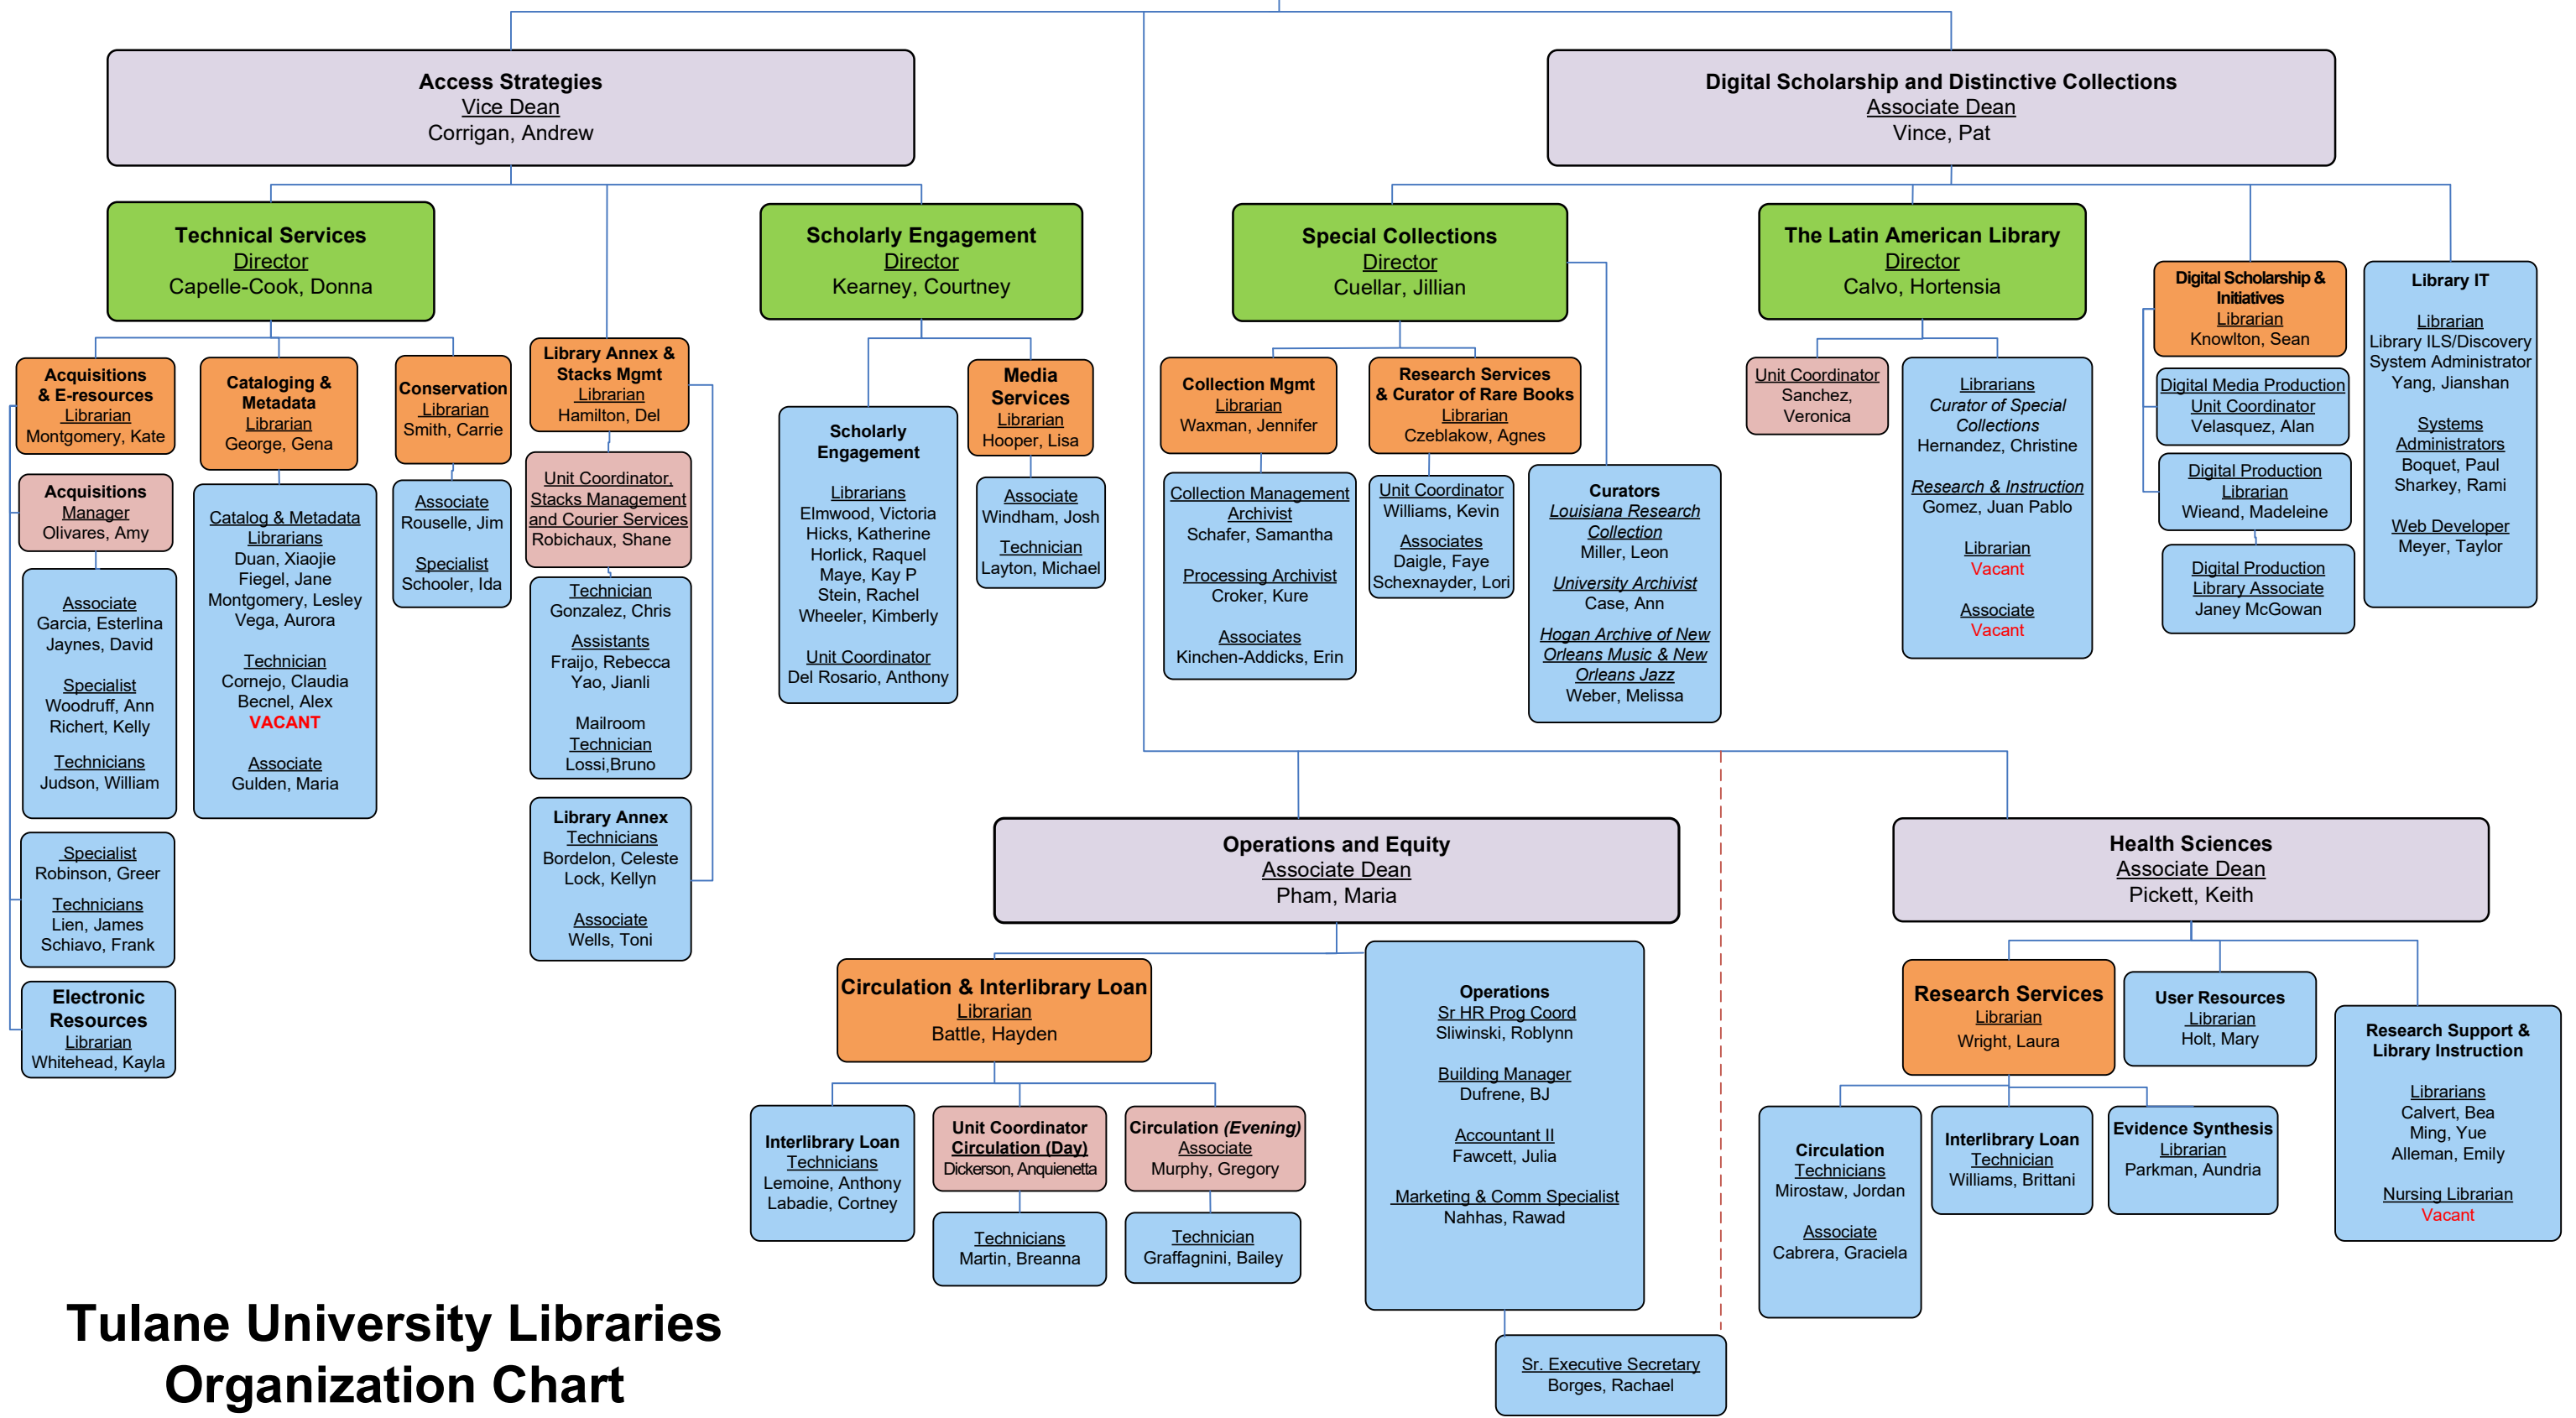 Access Strategies
Vice Dean
Corrigan, Andrew
Digital Scholarship and Distinctive Collections
Associate Dean
Vince, Pat
Technical Services
Director
Capelle-Cook, Donna
Scholarly Engagement
Director
Kearney, Courtney
Special Collections
Director
Cuellar, Jillian
The Latin American Library
Director
Calvo, Hortensia
Acquisitions
& E-resources
Librarian
Montgomery, Kate
Acquisitions
Manager
Olivares, Amy
Associate
Garcia, Esterlina
Jaynes, David
Specialist
Woodruff, Ann
Richert, Kelly
Technicians
Judson, William
Specialist
Robinson, Greer
Technicians
Lien, James
Schiavo, Frank
Electronic
Resources
Librarian
Whitehead, Kayla
Cataloging &
Metadata
Librarian
George, Gena
Catalog & Metadata
Librarians
Duan, Xiaojie
Fiegel, Jane
Montgomery, Lesley
Vega, Aurora
Technician
Cornejo, Claudia
Becnel, Alex
VACANT
Associate
Gulden, Maria
Conservation
Librarian
Smith, Carrie
Associate
Rouselle, Jim
Specialist
Schooler, Ida
Library Annex &
Stacks Mgmt
Librarian
Hamilton, Del
Unit Coordinator,
Stacks Management
and Courier Services
Robichaux, Shane
Technician
Gonzalez, Chris
Assistants
Fraijo, Rebecca
Yao, Jianli
Mailroom
Technician
Lossi,Bruno
Library Annex
Technicians
Bordelon, Celeste
Lock, Kellyn
Associate
Wells, Toni
Scholarly
Engagement
Librarians
Elmwood, Victoria
Hicks, Katherine
Horlick, Raquel
Maye, Kay P
Stein, Rachel
Wheeler, Kimberly
Unit Coordinator
Del Rosario, Anthony
Media
Services
Librarian
Hooper, Lisa
Associate
Windham, Josh
Technician
Layton, Michael
Collection Mgmt
Librarian
Waxman, Jennifer
Collection Management
Archivist
Schafer, Samantha
Processing Archivist
Croker, Kure
Associates
Kinchen-Addicks, Erin
Research Services
& Curator of Rare Books
Librarian
Czeblakow, Agnes
Unit Coordinator
Williams, Kevin
Associates
Daigle, Faye
Schexnayder, Lori
Curators
Louisiana Research
Collection
Miller, Leon
University Archivist
Case, Ann
Hogan Archive of New
Orleans Music & New
Orleans Jazz
Weber, Melissa
Unit Coordinator
Sanchez,
Veronica
Librarians
Curator of Special
Collections
Hernandez, Christine
Research & Instruction
Gomez, Juan Pablo
Librarian
Vacant
Associate
Vacant
Digital Scholarship &
Initiatives
Librarian
Knowlton, Sean
Digital Media Production
Unit Coordinator
Velasquez, Alan
Digital Production
Librarian
Wieand, Madeleine
Digital Production
Library Associate
Janey McGowan
Library IT
Librarian
Library ILS/Discovery
System Administrator
Yang, Jianshan
Systems
Administrators
Boquet, Paul
Sharkey, Rami
Web Developer
Meyer, Taylor
Operations and Equity
Associate Dean
Pham, Maria
Health Sciences
Associate Dean
Pickett, Keith
Circulation & Interlibrary Loan
Librarian
Battle, Hayden
Interlibrary Loan
Technicians
Lemoine, Anthony
Labadie, Cortney
Unit Coordinator
Circulation (Day)
Dickerson, Anquienetta
Technicians
Martin, Breanna
Circulation (Evening)
Associate
Murphy, Gregory
Technician
Graffagnini, Bailey
Operations
Sr HR Prog Coord
Sliwinski, Roblynn
Building Manager
Dufrene, BJ
Accountant II
Fawcett, Julia
Marketing & Comm Specialist
Nahhas, Rawad
Sr. Executive Secretary
Borges, Rachael
Research Services
Librarian
Wright, Laura
Circulation
Technicians
Mirostaw, Jordan
Associate
Cabrera, Graciela
Interlibrary Loan
Technician
Williams, Brittani
Evidence Synthesis
Librarian
Parkman, Aundria
User Resources
Librarian
Holt, Mary
Research Support &
Library Instruction
Librarians
Calvert, Bea
Ming, Yue
Alleman, Emily
Nursing Librarian
Vacant
Tulane University Libraries
Organization Chart